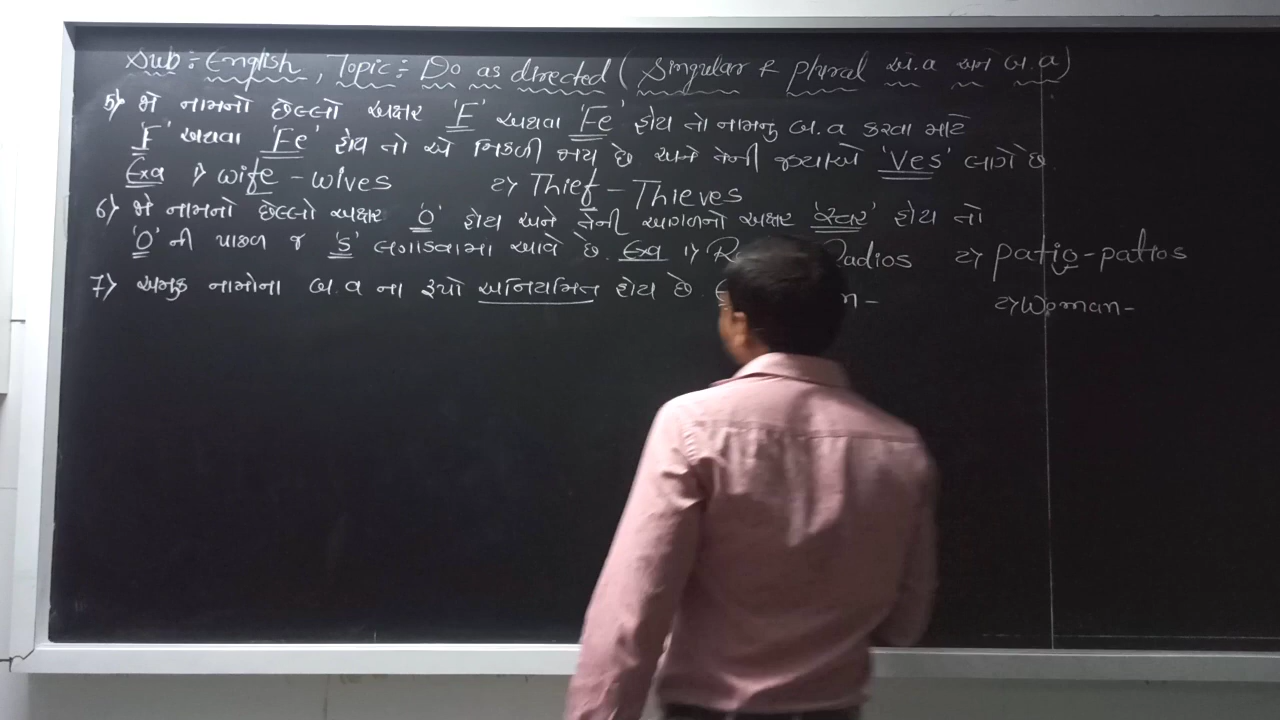 Sub :- English, Topic :- Do as directed ( Singular & plural એ.વ અને બ.વ )
5) જે નામનો છેલ્લો અક્ષર 'F' અથવા 'Fe' હોય તો નામનુ બ.વ કરવા માટે
'F' અથવા 'Fe' હોય તો એ નિકળી જાય છે. અને તેની જગ્યાએ 'Ves' લાગે છે.
Exa 1) wife - wives 2) Thief - Thieves
6) જે નામનો છેલ્લો અક્ષર 'O' હોય અને તેની આગળનો અક્ષર 'સ્વર' હોય તો
'O' ની પાછળ જ 'S' લગાડવામા આવે છે. Exa 1) adios 2) patio - patios
7) અમુક નામોના બ.વ ના રૂપો અનિયમિત હોય છે. n - 2) Woman -